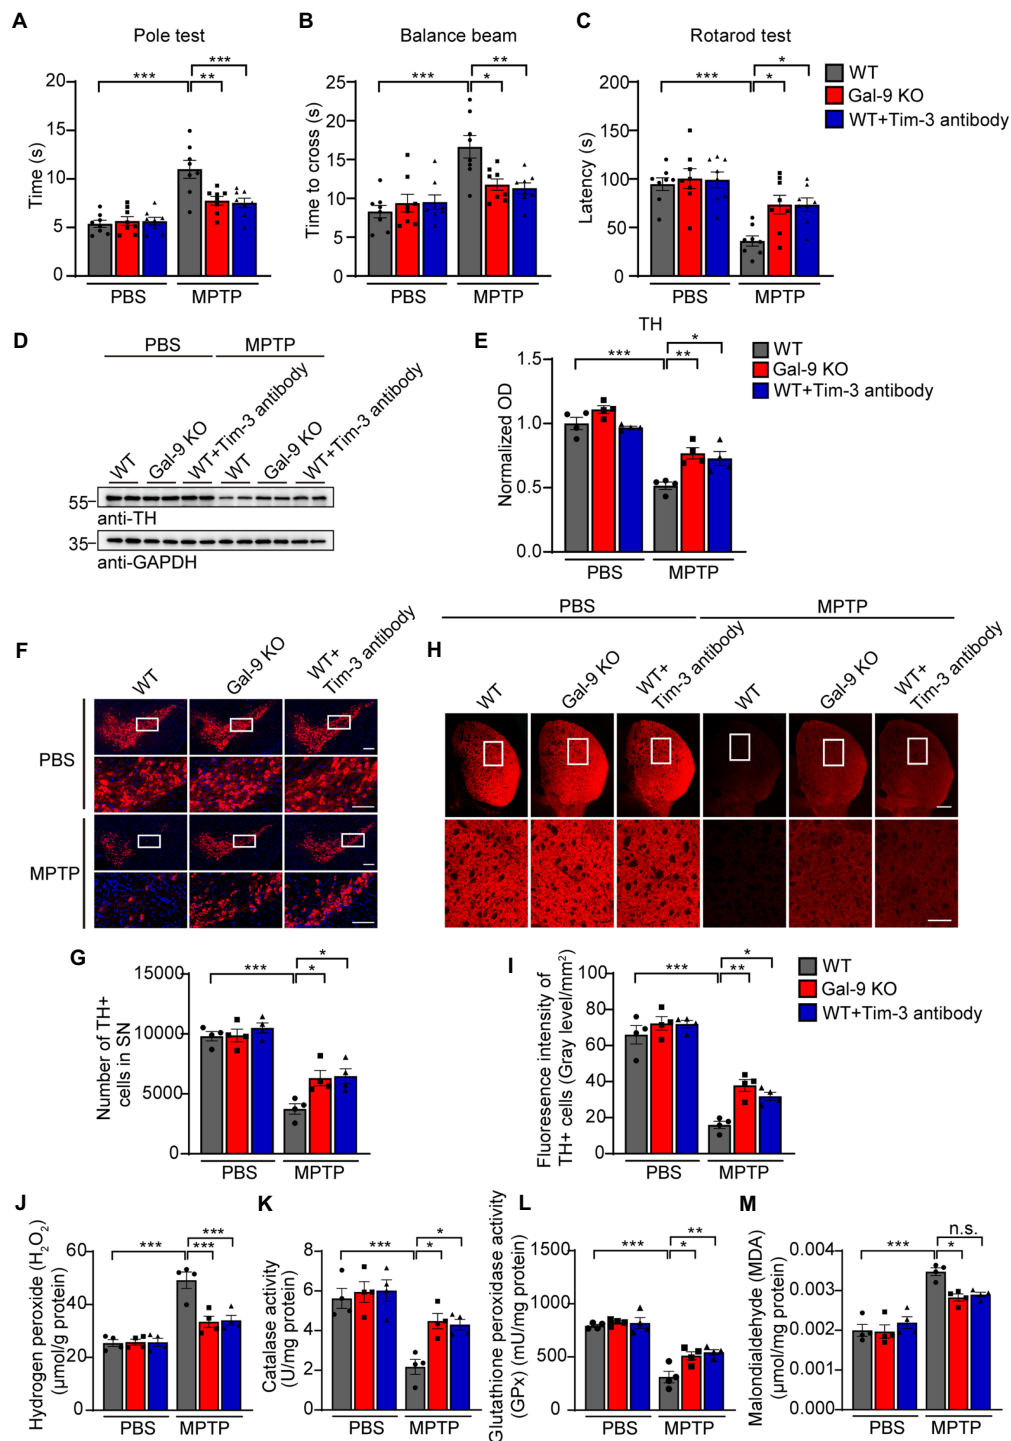 A
B
C
Pole test
Balance beam
Rotarod test
***
***
**
***
**
*
***
*
*
WT
Gal-9 KO
WT+Tim-3 antibody
Time (s)
20
15
10
5
0
PBS
MPTP
Time to cross (s)
25
20
15
10
5
0
PBS
MPTP
Latency (s)
200
150
100
50
0
PBS
MPTP
D
PBS
MPTP
WT
Gal-9 KO
WT+Tim-3 antibody
WT
Gal-9 KO
WT+Tim-3 antibody
55
anti-TH
35
anti-GAPDH
E
TH
***
**
*
WT
Gal-9 KO
WT+Tim-3 antibody
Normalized OD
1.5
1.0
0.5
0.0
PBS
MPTP
F
WT
Gal-9 KO
WT+
Tim-3 antibody
PBS
MPTP
H
PBS
MPTP
WT
Gal-9 KO
WT+
Tim-3 antibody
WT
Gal-9 KO
WT+
Tim-3 antibody
G
***
*
*
Number of TH+
cells in SN
15000
10000
5000
0
PBS
MPTP
I
***
**
*
WT
Gal-9 KO
WT+Tim-3 antibody
Fluoresence intensity of
TH+ cells (Gray level/mm²)
100
80
60
40
20
0
PBS
MPTP
J
***
***
***
Hydrogen peroxide (H₂O₂)
(μmol/g protein)
60
40
20
0
PBS
MPTP
K
***
*
*
Catalase activity
(U/mg protein)
8
6
4
2
0
PBS
MPTP
L
***
*
**
Glutathione peroxidase activity
(GPx) (mU/mg protein)
1500
1000
500
0
PBS
MPTP
M
***
*
n.s.
Malondialdehyde (MDA)
(μmol/mg protein)
0.004
0.003
0.002
0.001
0.000
PBS
MPTP